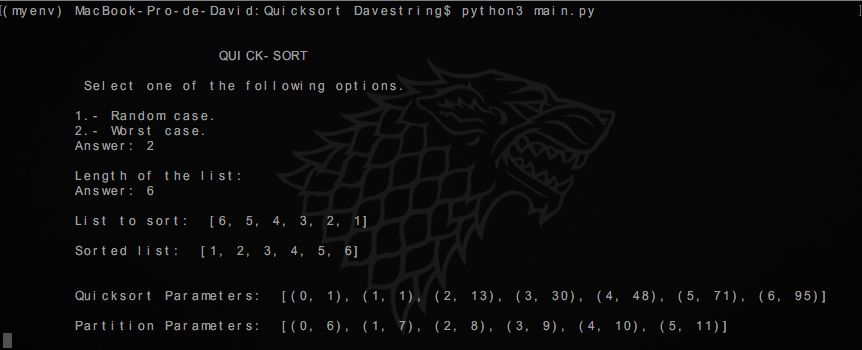 [(myenv) MacBook-Pro-de-David:Quicksort Davestring$ python3 main.py ]
QUICK-SORT
Select one of the following options.
1.- Random case.
2.- Worst case.
Answer: 2
Length of the list:
Answer: 6
List to sort: [6, 5, 4, 3, 2, 1]
Sorted list: [1, 2, 3, 4, 5, 6]
Quicksort Parameters: [(0, 1), (1, 1), (2, 13), (3, 30), (4, 48), (5, 71), (6, 95)]
Partition Parameters: [(0, 6), (1, 7), (2, 8), (3, 9), (4, 10), (5, 11)]